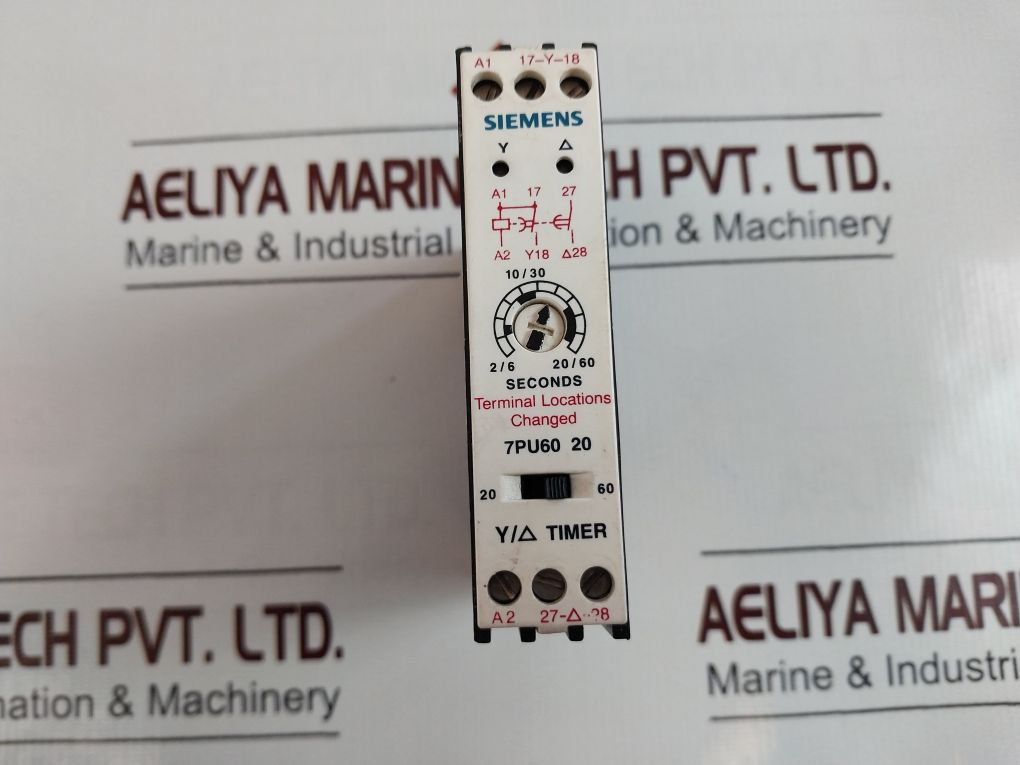 A1 17-Y-18
SIEMENS
Y Δ
A1 17 27
A2 Y18 Δ28
10/30
2/6 20/60
SECONDS
Terminal Locations
Changed
7PU60 20
20 60
Y/Δ TIMER
A2 27-Δ-28
AELIYA MARIN H PVT. LTD.
Marine & Industrial ion & Machinery
ECH PVT. LTD.
nation & Machinery
AELIYA MARI
Marine & Industri